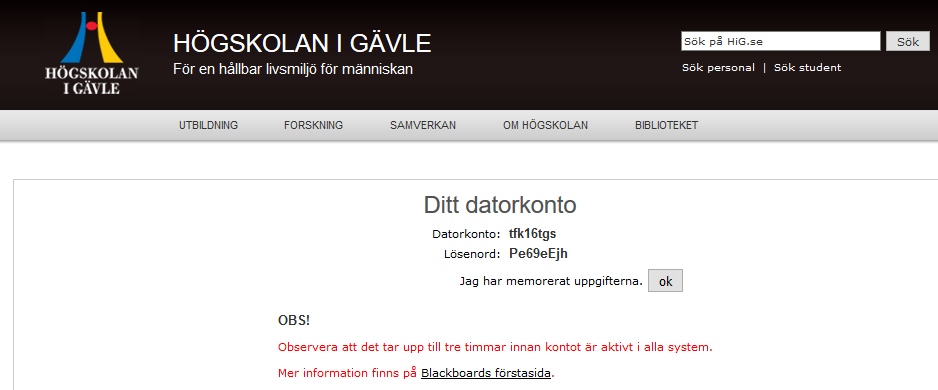 HÖGSKOLAN
I GÄVLE
HÖGSKOLAN I GÄVLE
För en hållbar livsmiljö för människan
Sök på HiG.se
Sök
Sök personal | Sök student
UTBILDNING FORSKNING SAMVERKAN OM HÖGSKOLAN BIBLIOTEKET
Ditt datorkonto
Datorkonto: tfk16tgs
Lösenord: Pe69eEjh
Jag har memorerat uppgifterna. ok
OBS!
Observera att det tar upp till tre timmar innan kontot är aktivt i alla system.
Mer information finns på Blackboards förstasida.